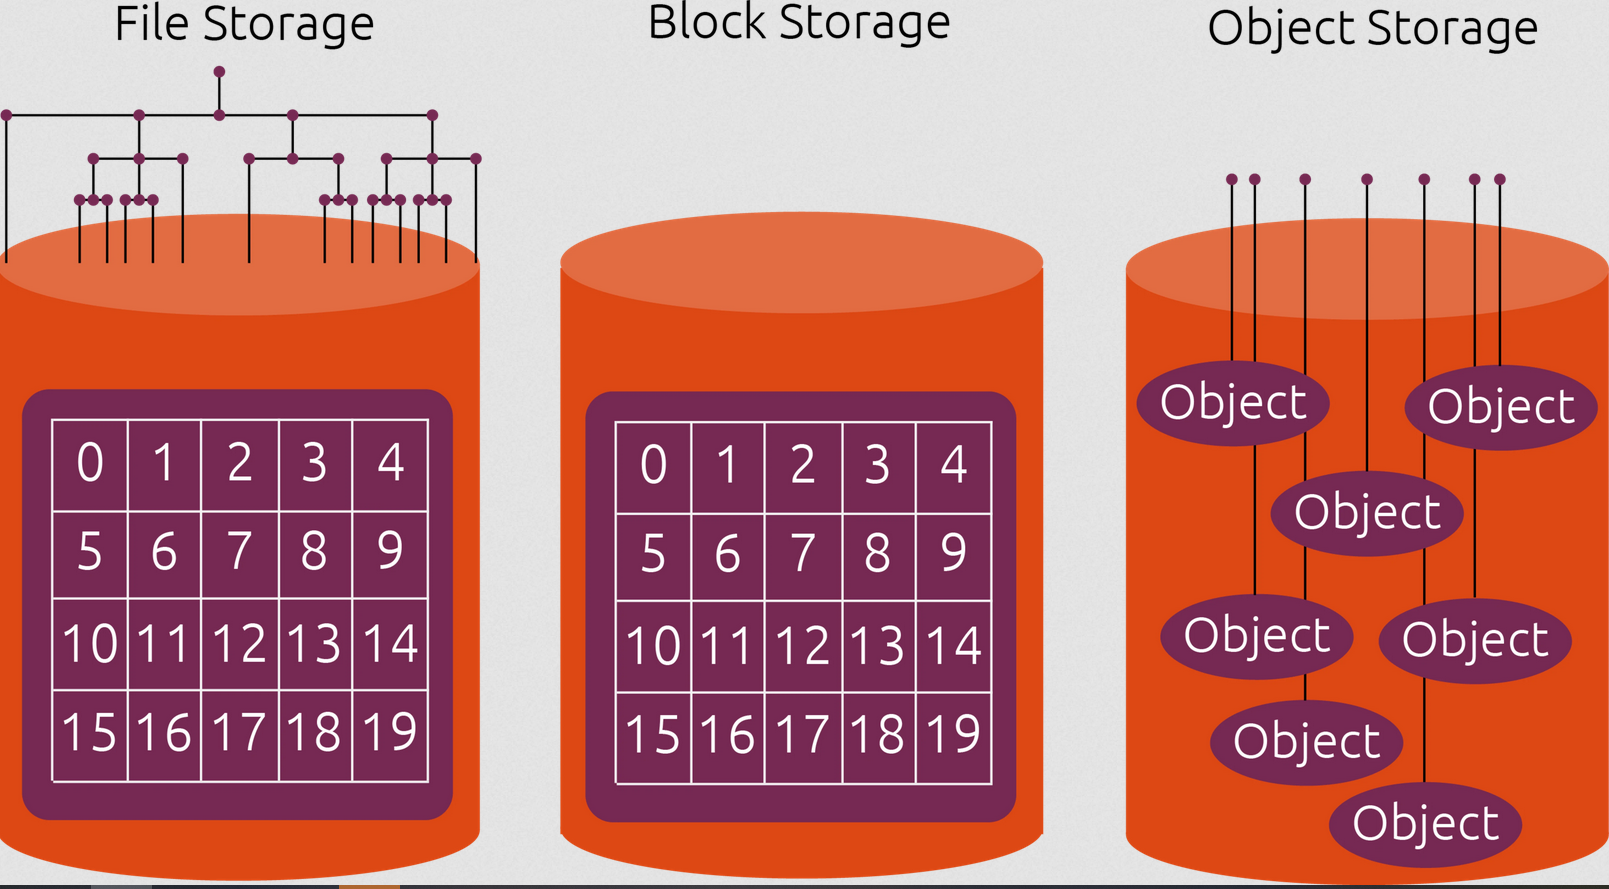 File Storage
Block Storage
Object Storage
0 1 2 3 4
5 6 7 8 9
10 11 12 13 14
15 16 17 18 19
0 1 2 3 4
5 6 7 8 9
10 11 12 13 14
15 16 17 18 19
Object
Object
Object
Object
Object
Object
Object